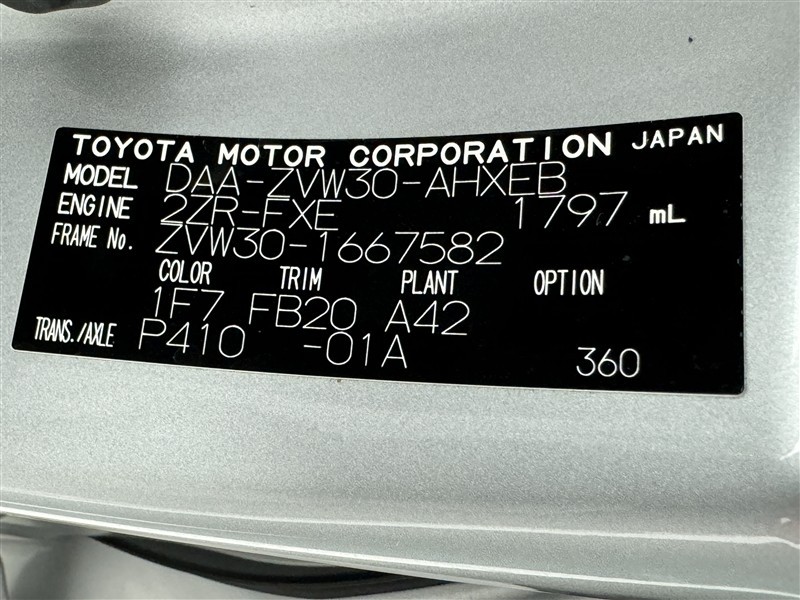 TOYOTA MOTOR CORPORATION JAPAN
MODEL DAA-ZVW30-AHXEB
ENGINE 2ZR-FXE 1797 mL
FRAME No. ZVW30-1667582
COLOR TRIM PLANT OPTION
1F7 FB20 A42
TRANS./AXLE P410 -01A 360